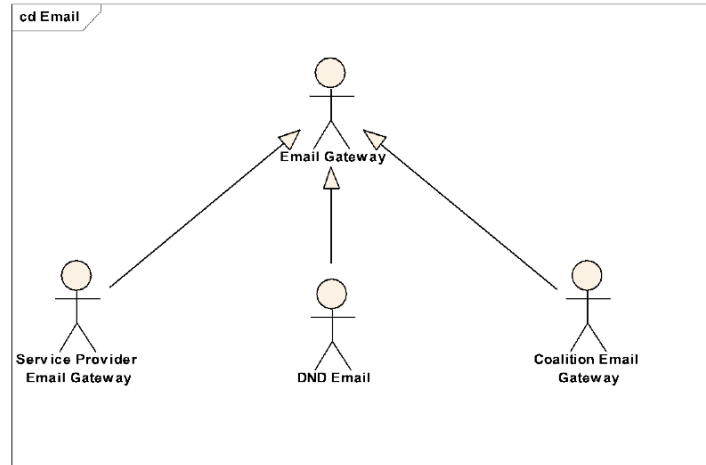 cd Email
Email Gateway
Service Provider
Email Gateway
DND Email
Coalition Email
Gateway